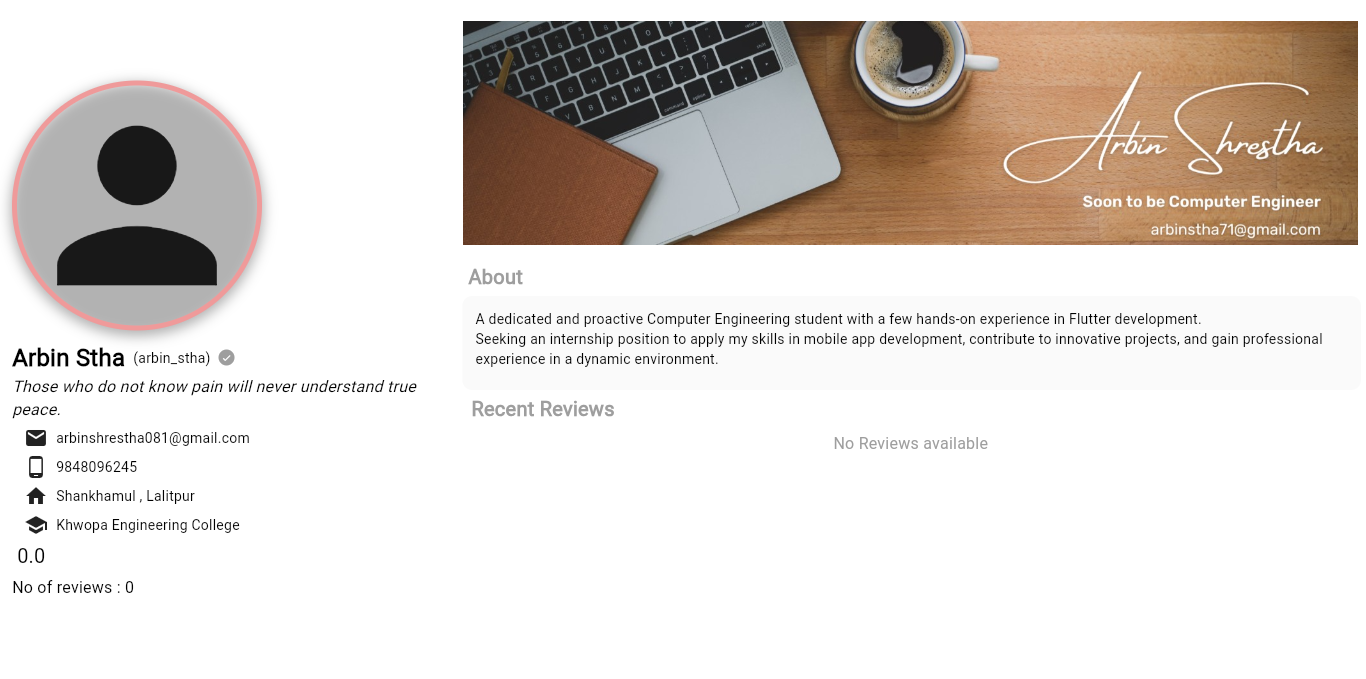 Arbin Shrestha
Soon to be Computer Engineer
arbinstha71@gmail.com
Arbin Stha (arbin_stha)
Those who do not know pain will never understand true
peace.
arbinshrestha081@gmail.com
9848096245
Shankhamul , Lalitpur
Khwopa Engineering College
0.0
No of reviews : 0
About
A dedicated and proactive Computer Engineering student with a few hands-on experience in Flutter development.
Seeking an internship position to apply my skills in mobile app development, contribute to innovative projects, and gain professional
experience in a dynamic environment.
Recent Reviews
No Reviews available